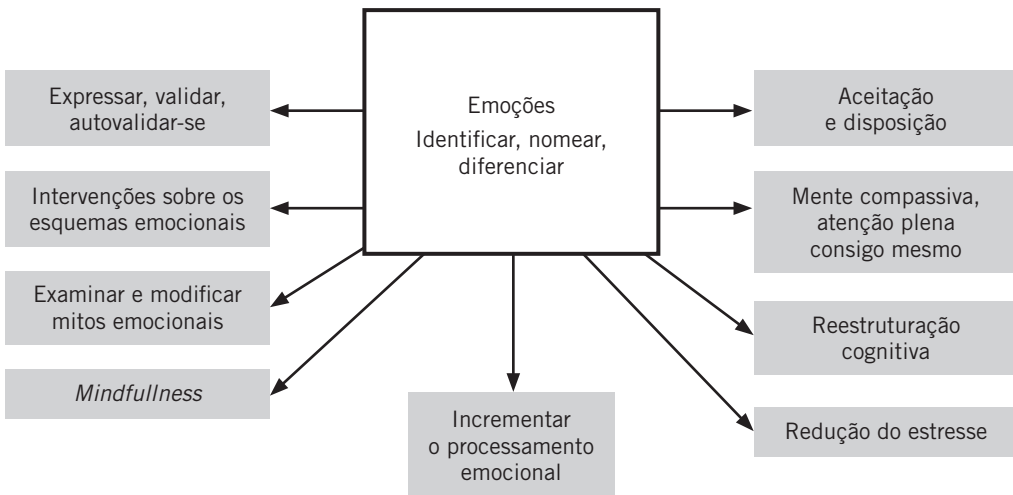 Emoções
Identificar, nomear,
diferenciar
Expressar, validar,
autovalidar-se
Intervenções sobre os
esquemas emocionais
Examinar e modificar
mitos emocionais
Mindfullness
Incrementar
o processamento
emocional
Aceitação
e disposição
Mente compassiva,
atenção plena
consigo mesmo
Reestruturação
cognitiva
Redução do estresse